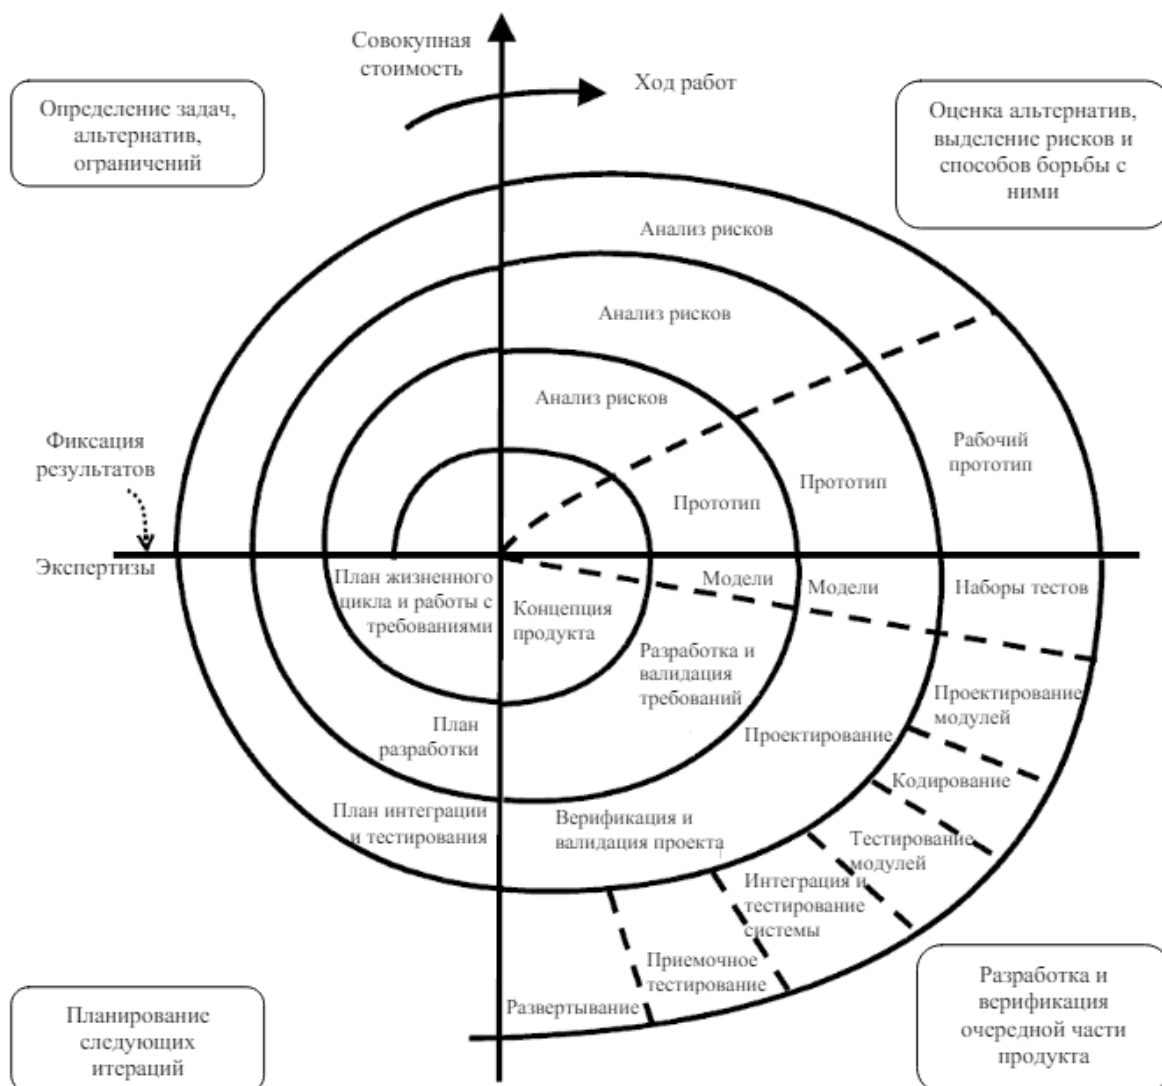 Совокупная
стоимость
Ход работ
Определение задач,
альтернатив,
ограничений
Оценка альтернатив,
выделение рисков и
способов борьбы с
ними
Анализ рисков
Анализ рисков
Анализ рисков
Фиксация
результатов
Рабочий
прототип
Прототип
Прототип
Экспертизы
План жизненного
цикла и работы с
требованиями
Концепция
продукта
Модели
Модели
Наборы тестов
Разработка и
валидация
требований
Проектирование
модулей
План
разработки
Проектирование
Кодирование
План интеграции
и тестирования
Верификация и
валидация проекта
Тестирование
модулей
Интеграция и
тестирование
системы
Приемочное
тестирование
Развертывание
Планирование
следующих
итераций
Разработка и
верификация
очередной части
продукта